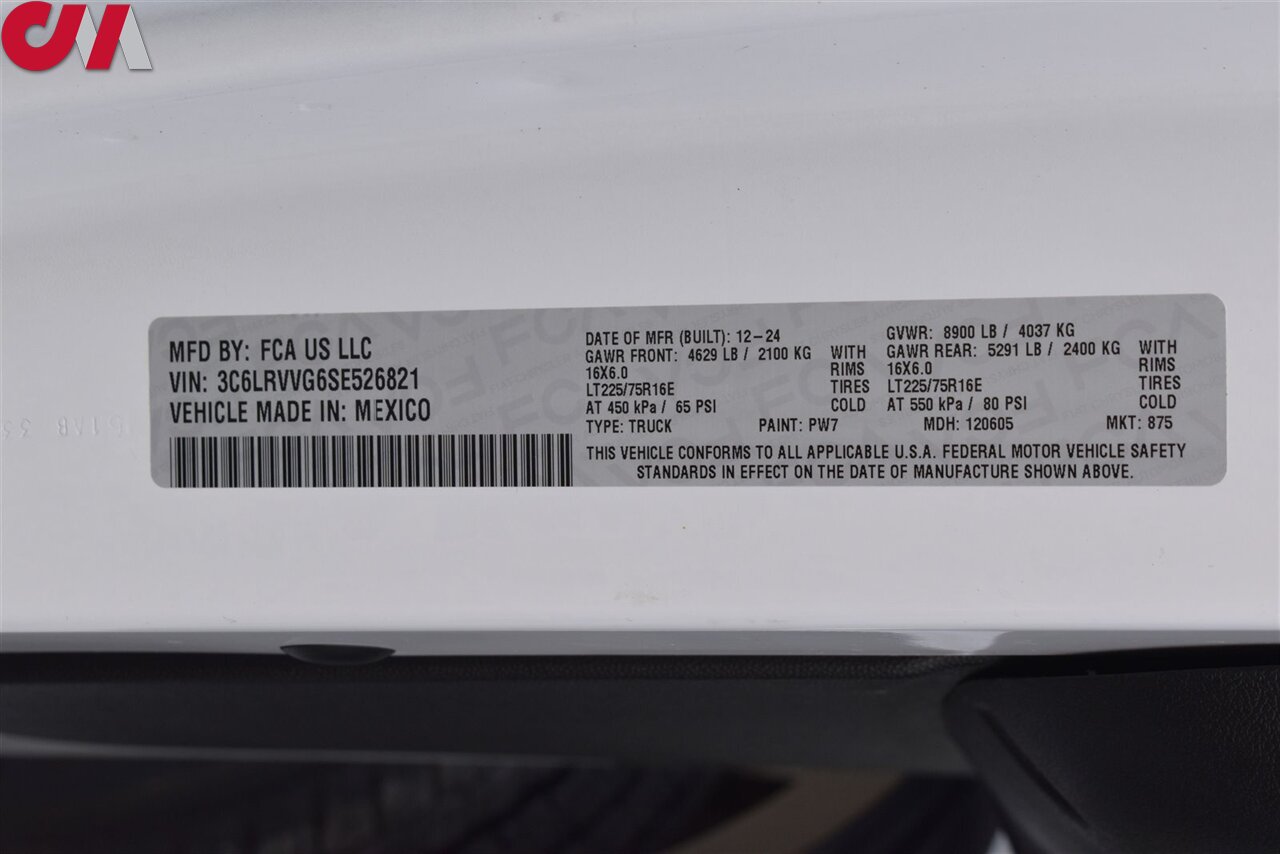 MFD BY: FCA US LLC
VIN: 3C6LRVVG6SE526821
VEHICLE MADE IN: MEXICO
DATE OF MFR (BUILT): 12-24
GAWR FRONT: 4629 LB / 2100 KG WITH
16X6.0 RIMS
LT225/75R16E TIRES
AT 450 kPa / 65 PSI COLD
GVWR: 8900 LB / 4037 KG
GAWR REAR: 5291 LB / 2400 KG WITH
16X6.0 RIMS
LT225/75R16E TIRES
AT 550 kPa / 80 PSI COLD
TYPE: TRUCK PAINT: PW7 MDH: 120605 MKT: 875
THIS VEHICLE CONFORMS TO ALL APPLICABLE U.S.A. FEDERAL MOTOR VEHICLE SAFETY
STANDARDS IN EFFECT ON THE DATE OF MANUFACTURE SHOWN ABOVE.